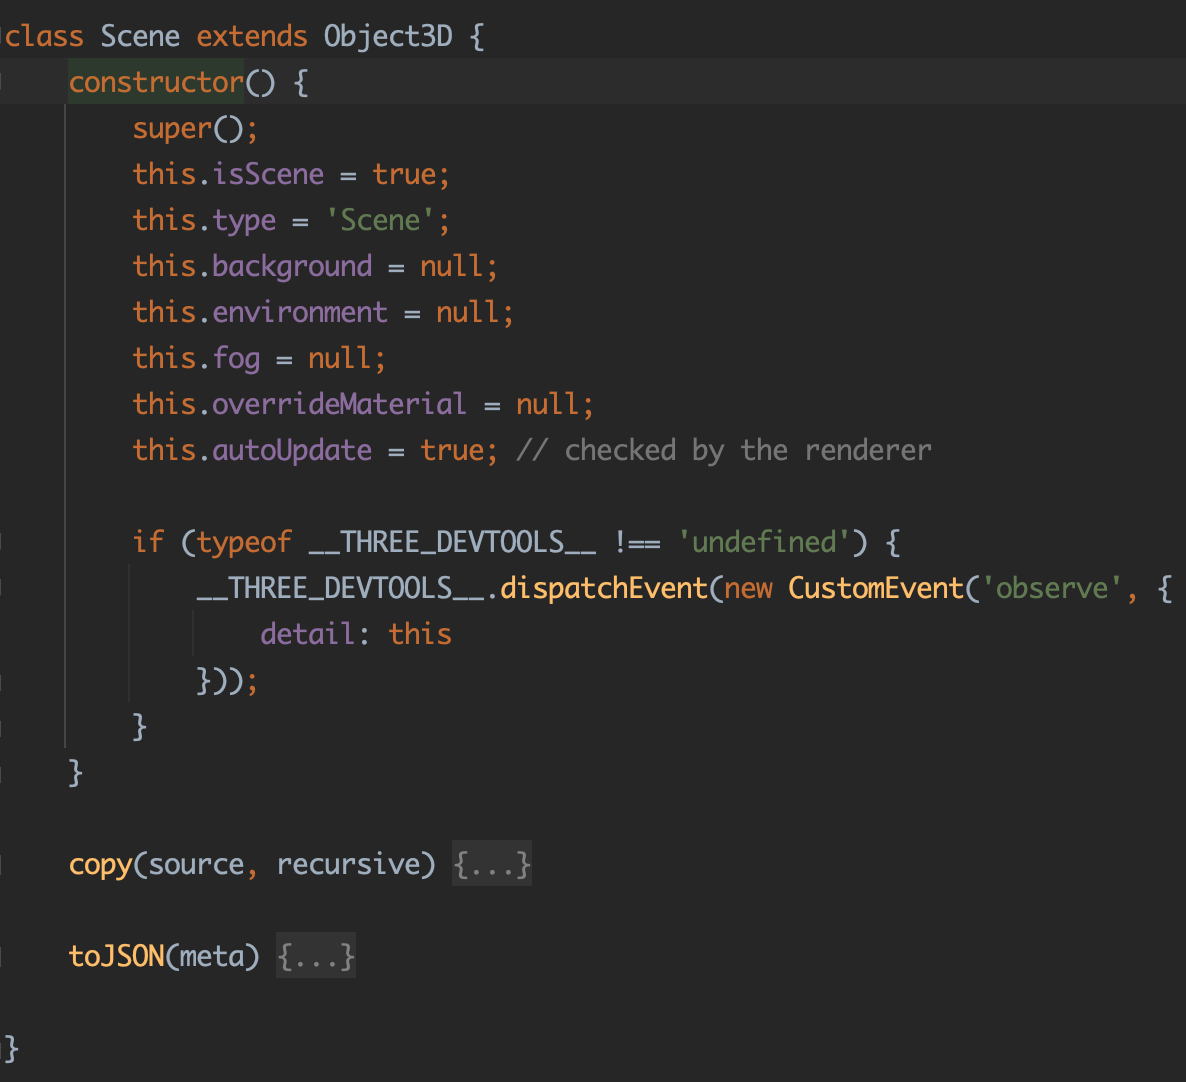 class Scene extends Object3D {
constructor() {
super();
this.isScene = true;
this.type = 'Scene';
this.background = null;
this.environment = null;
this.fog = null;
this.overrideMaterial = null;
this.autoUpdate = true; // checked by the renderer
if (typeof __THREE_DEVTOOLS__ !== 'undefined') {
__THREE_DEVTOOLS__.dispatchEvent(new CustomEvent('observe', {
detail: this
}));
}
}
copy(source, recursive) {...}
toJSON(meta) {...}
}